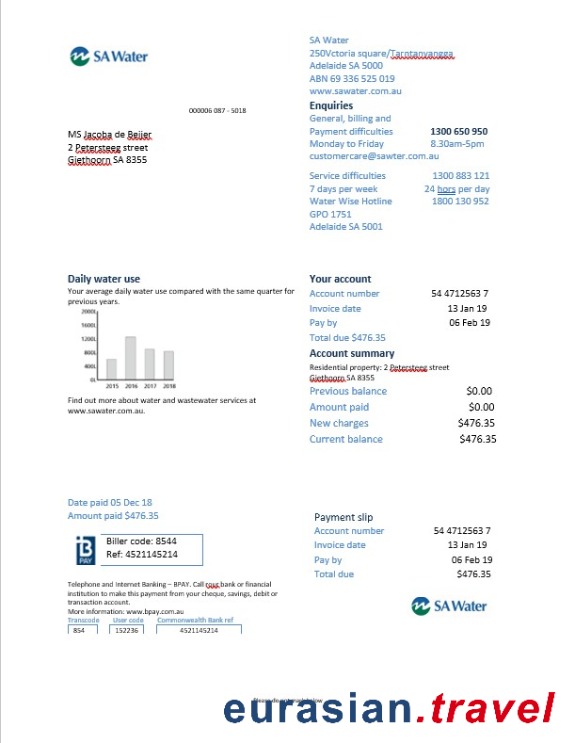 SA Water
SA Water
250Vctoria square/Tarntanyangga
Adelaide SA 5000
ABN 69 336 525 019
www.sawater.com.au
000006 087 - 5018
Enquiries
General, billing and
Payment difficulties 1300 650 950
Monday to Friday 8.30am-5pm
customercare@sawter.com.au
MS Jacoba de Beijer
2 Petersteeg street
Giethoorn SA 8355
Service difficulties 1300 883 121
7 days per week 24 hors per day
Water Wise Hotline 1800 130 952
GPO 1751
Adelaide SA 5001
Daily water use
Your average daily water use compared with the same quarter for
previous years.
2000L
1600L
1200L
800L
400L
0L
2015 2016 2017 2018
Find out more about water and wastewater services at
www.sawater.com.au.
Your account
Account number 54 4712563 7
Invoice date 13 Jan 19
Pay by 06 Feb 19
Total due $476.35
Account summary
Residential property: 2 Petersteeg street
Giethoorn SA 8355
Previous balance $0.00
Amount paid $0.00
New charges $476.35
Current balance $476.35
Date paid 05 Dec 18
Amount paid $476.35
B
PAY
Biller code: 8544
Ref: 4521145214
Telephone and Internet Banking – BPAY. Call your bank or financial
institution to make this payment from your cheque, savings, debit or
transaction account.
More information: www.bpay.com.au
Transcode User code Commonwealth Bank ref
854 152236 4521145214
Payment slip
Account number 54 4712563 7
Invoice date 13 Jan 19
Pay by 06 Feb 19
Total due $476.35
SA Water
eurasian.travel